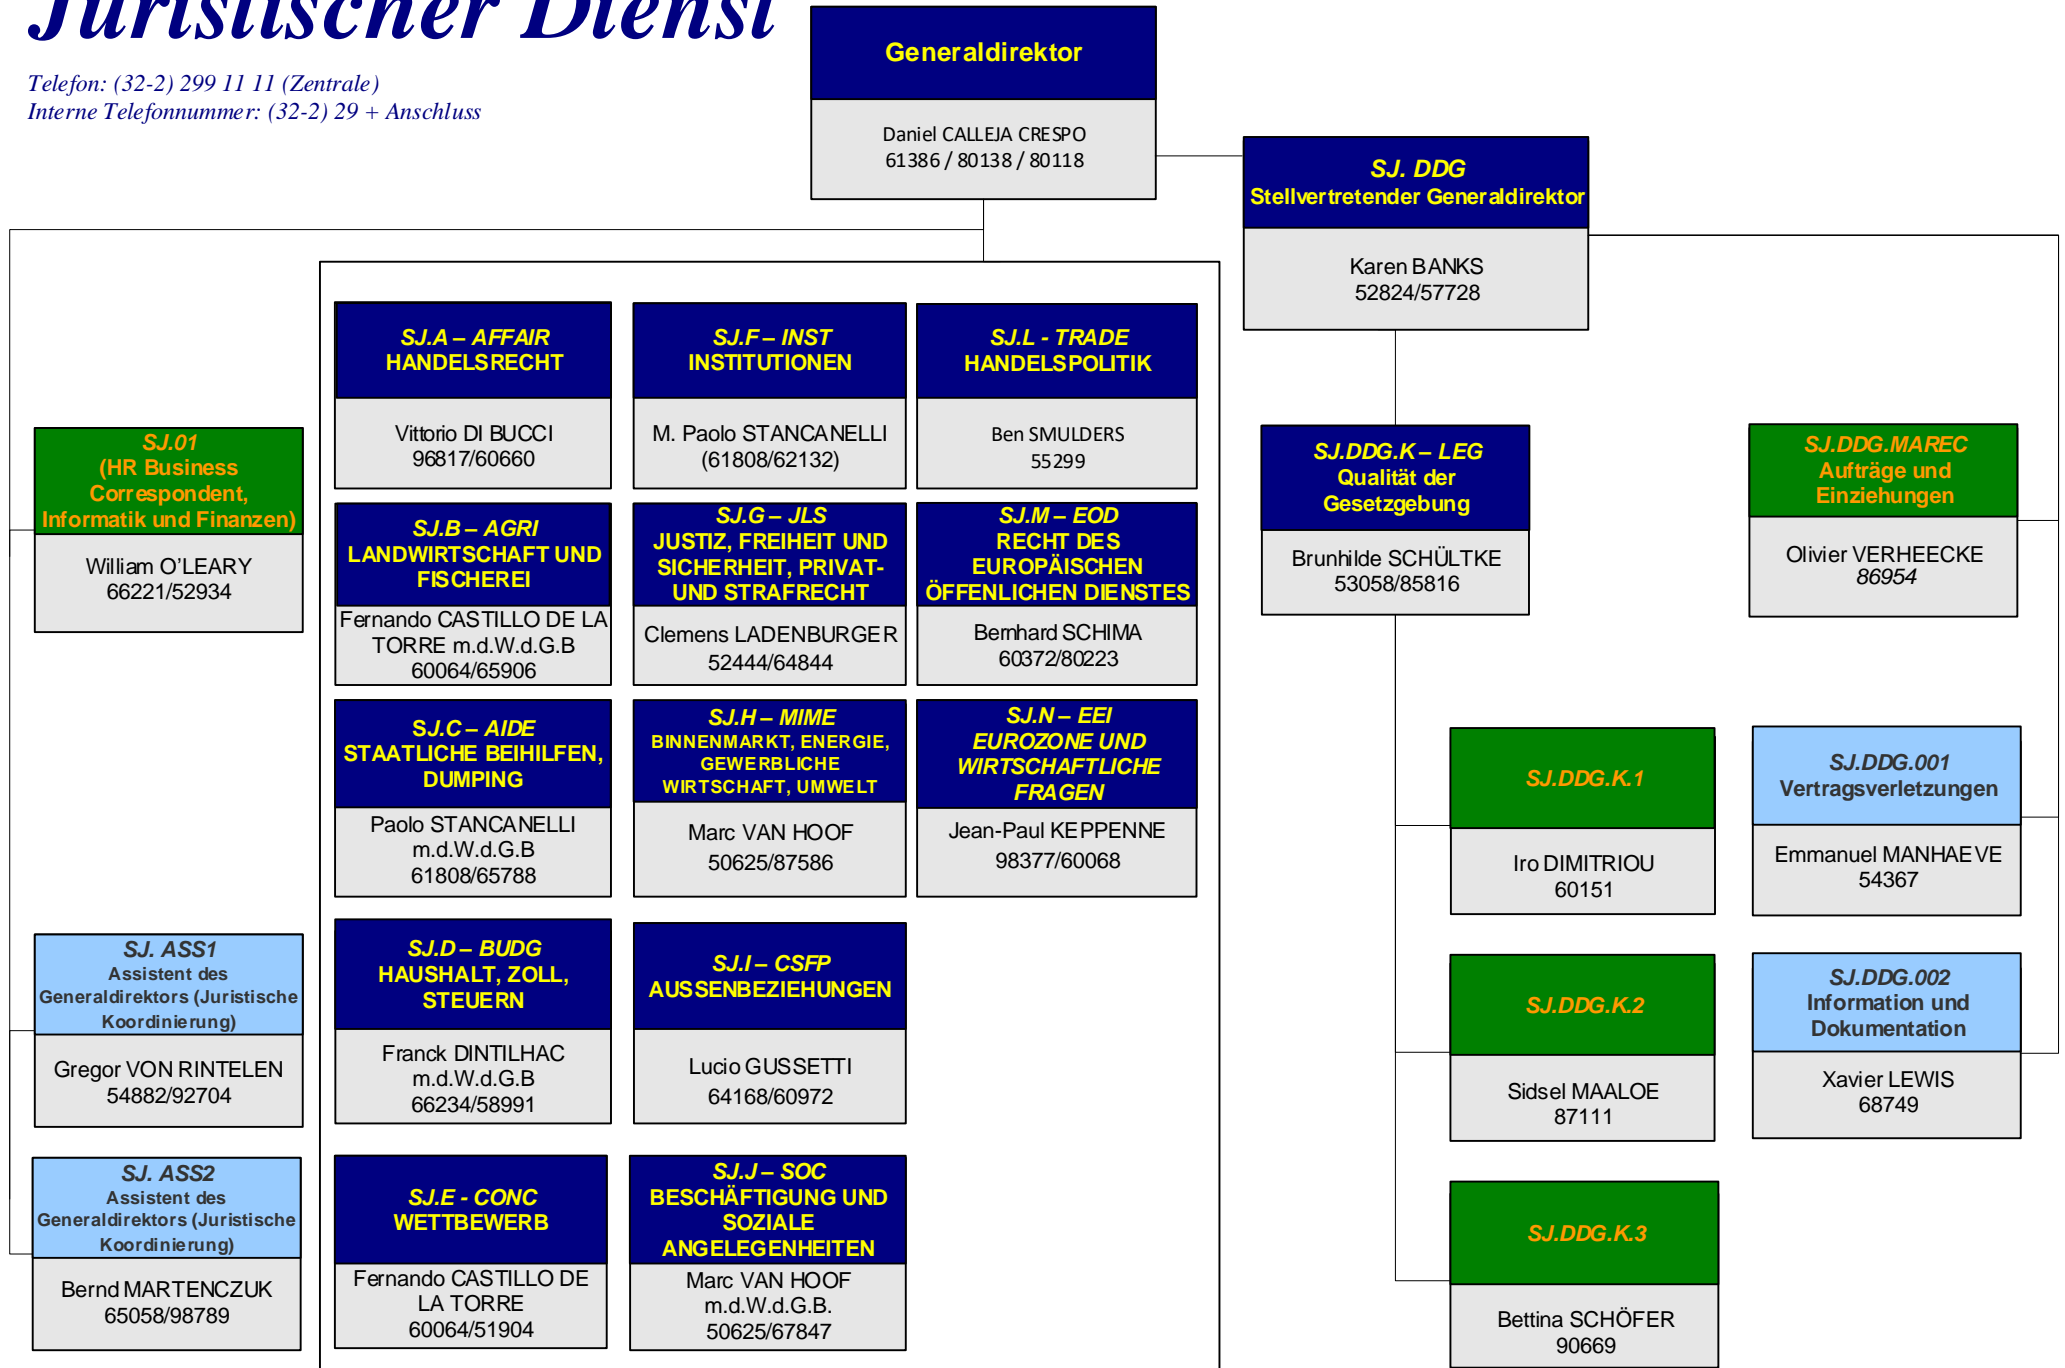 Juristischer Dienst
Telefon: (32-2) 299 11 11 (Zentrale)
Interne Telefonnummer: (32-2) 29 + Anschluss
Generaldirektor
Daniel CALLEJA CRESPO
61386 / 80138 / 80118
SJ. DDG
Stellvertretender Generaldirektor
Karen BANKS
52824/57728
SJ.01
(HR Business
Correspondent,
Informatik und Finanzen)
William O'LEARY
66221/52934
SJ. ASS1
Assistent des
Generaldirektors (Juristische
Koordinierung)
Gregor VON RINTELEN
54882/92704
SJ. ASS2
Assistent des
Generaldirektors (Juristische
Koordinierung)
Bernd MARTENCZUK
65058/98789
SJ.A – AFFAIR
HANDELSRECHT
Vittorio DI BUCCI
96817/60660
SJ.B – AGRI
LANDWIRTSCHAFT UND
FISCHEREI
Fernando CASTILLO DE LA
TORRE m.d.W.d.G.B
60064/65906
SJ.C – AIDE
STAATLICHE BEIHILFEN,
DUMPING
Paolo STANCANELLI
m.d.W.d.G.B
61808/65788
SJ.D – BUDG
HAUSHALT, ZOLL,
STEUERN
Franck DINTILHAC
m.d.W.d.G.B
66234/58991
SJ.E - CONC
WETTBEWERB
Fernando CASTILLO DE
LA TORRE
60064/51904
SJ.F – INST
INSTITUTIONEN
M. Paolo STANCANELLI
(61808/62132)
SJ.G – JLS
JUSTIZ, FREIHEIT UND
SICHERHEIT, PRIVAT-
UND STRAFRECHT
Clemens LADENBURGER
52444/64844
SJ.H – MIME
BINNENMARKT, ENERGIE,
GEWERBLICHE
WIRTSCHAFT, UMWELT
Marc VAN HOOF
50625/87586
SJ.I – CSFP
AUSSENBEZIEHUNGEN
Lucio GUSSETTI
64168/60972
SJ.J – SOC
BESCHÄFTIGUNG UND
SOZIALE
ANGELEGENHEITEN
Marc VAN HOOF
m.d.W.d.G.B.
50625/67847
SJ.L - TRADE
HANDELSPOLITIK
Ben SMULDERS
55299
SJ.M – EOD
RECHT DES
EUROPÄISCHEN
ÖFFENLICHEN DIENSTES
Bernhard SCHIMA
60372/80223
SJ.N – EEI
EUROZONE UND
WIRTSCHAFTLICHE
FRAGEN
Jean-Paul KEPPENNE
98377/60068
SJ.DDG.K – LEG
Qualität der
Gesetzgebung
Brunhilde SCHÜLTKE
53058/85816
SJ.DDG.K.1
Iro DIMITRIOU
60151
SJ.DDG.K.2
Sidsel MAALOE
87111
SJ.DDG.K.3
Bettina SCHÖFER
90669
SJ.DDG.MAREC
Aufträge und
Einziehungen
Olivier VERHEECKE
86954
SJ.DDG.001
Vertragsverletzungen
Emmanuel MANHAEVE
54367
SJ.DDG.002
Information und
Dokumentation
Xavier LEWIS
68749